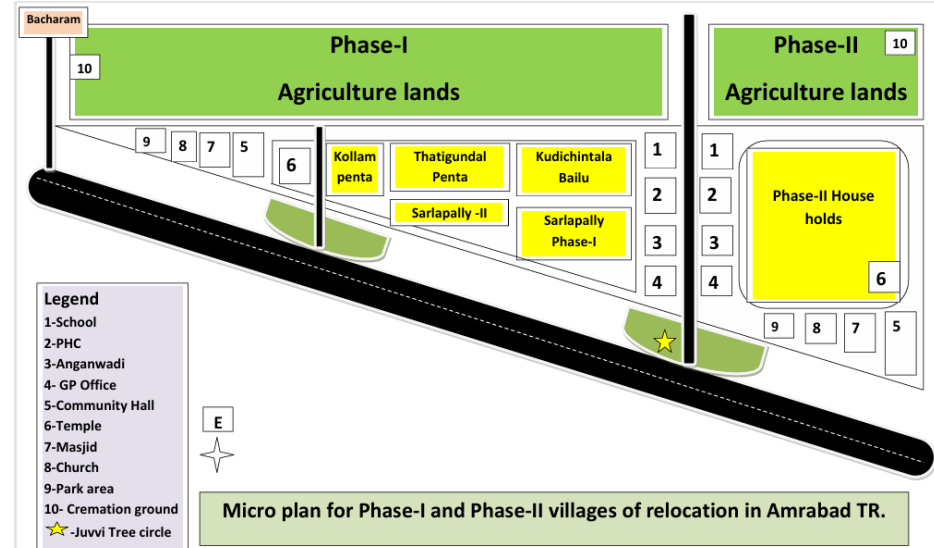 Bacharam
Phase-I
Agriculture lands
10
Phase-II
Agriculture lands
10
9
8
7
5
6
Kollam
penta
Thatigundal
Penta
Kudichintala
Bailu
Sarlapally -II
Sarlapally
Phase-I
1
2
3
4
1
2
3
4
Phase-II House
holds
6
9
8
7
5
Legend
1-School
2-PHC
3-Anganwadi
4- GP Office
5-Community Hall
6-Temple
7-Masjid
8-Church
9-Park area
10- Cremation ground
-Juvvi Tree circle
E
Micro plan for Phase-I and Phase-II villages of relocation in Amrabad TR.